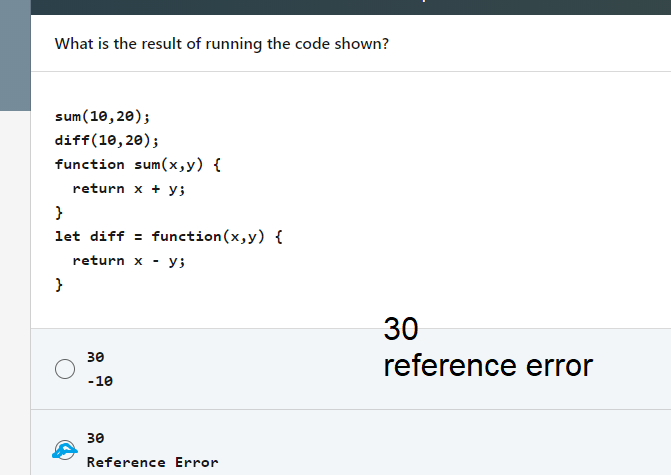 What is the result of running the code shown?
sum(10,20);
diff(10,20);
function sum(x,y) {
return x + y;
}
let diff = function(x,y) {
return x - y;
}
30
reference error
30
-10
30
Reference Error